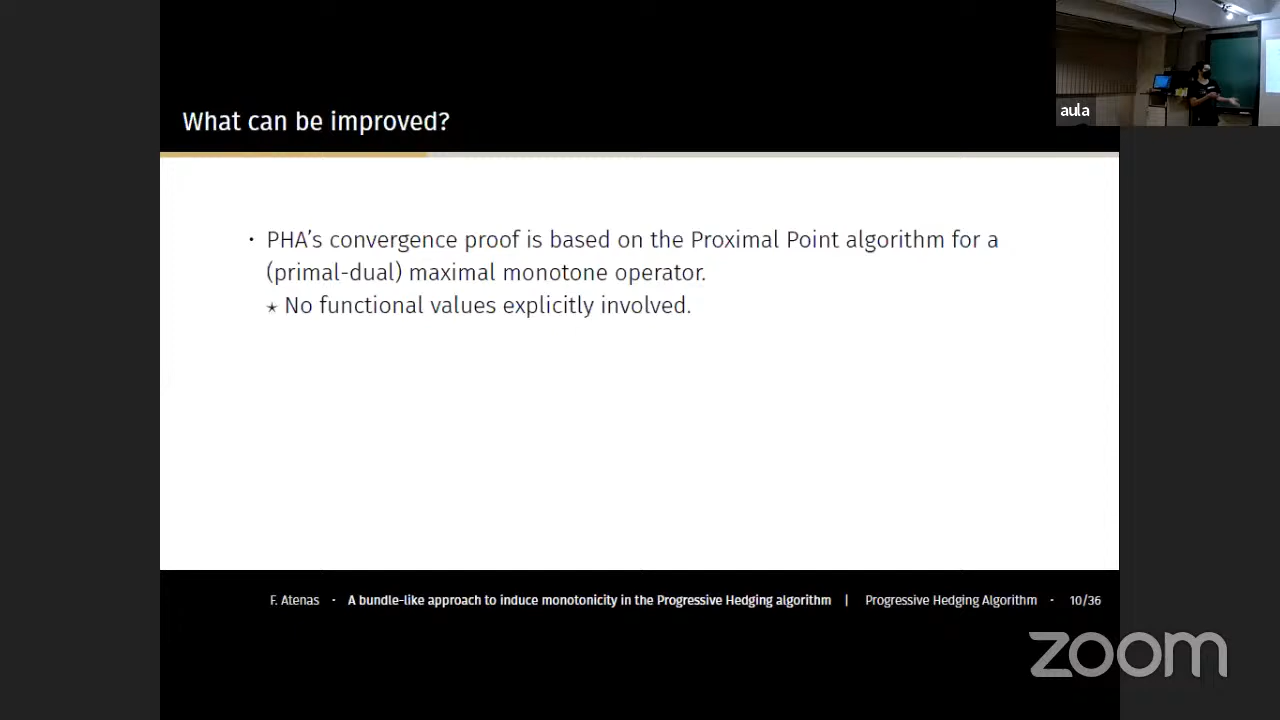 aula
What can be improved?
· PHA's convergence proof is based on the Proximal Point algorithm for a
(primal-dual) maximal monotone operator.
⋆ No functional values explicitly involved.
F. Atenas · A bundle-like approach to induce monotonicity in the Progressive Hedging algorithm | Progressive Hedging Algorithm · 10/36
zoom